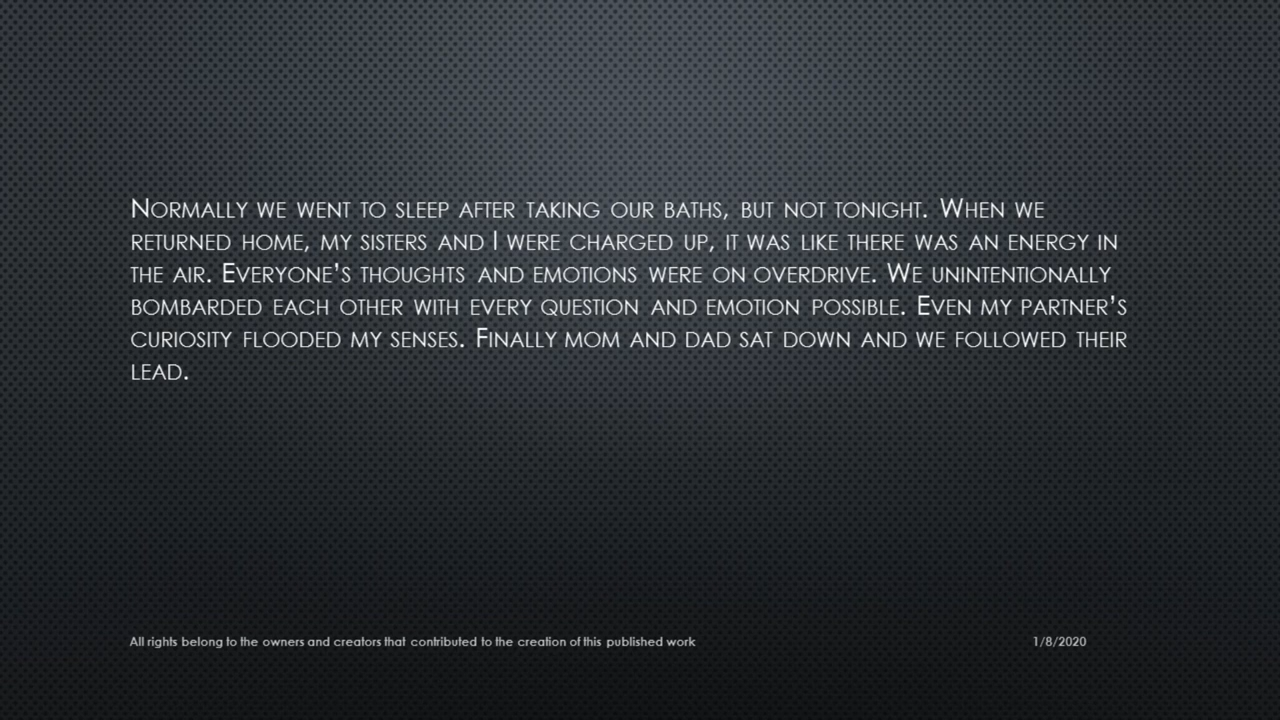 Normally we went to sleep after taking our baths, but not tonight. When we
returned home, my sisters and I were charged up, it was like there was an energy in
the air. Everyone’s thoughts and emotions were on overdrive. We unintentionally
bombarded each other with every question and emotion possible. Even my partner’s
curiosity flooded my senses. Finally mom and dad sat down and we followed their
lead.
All rights belong to the owners and creators that contributed to the creation of this published work
1/8/2020